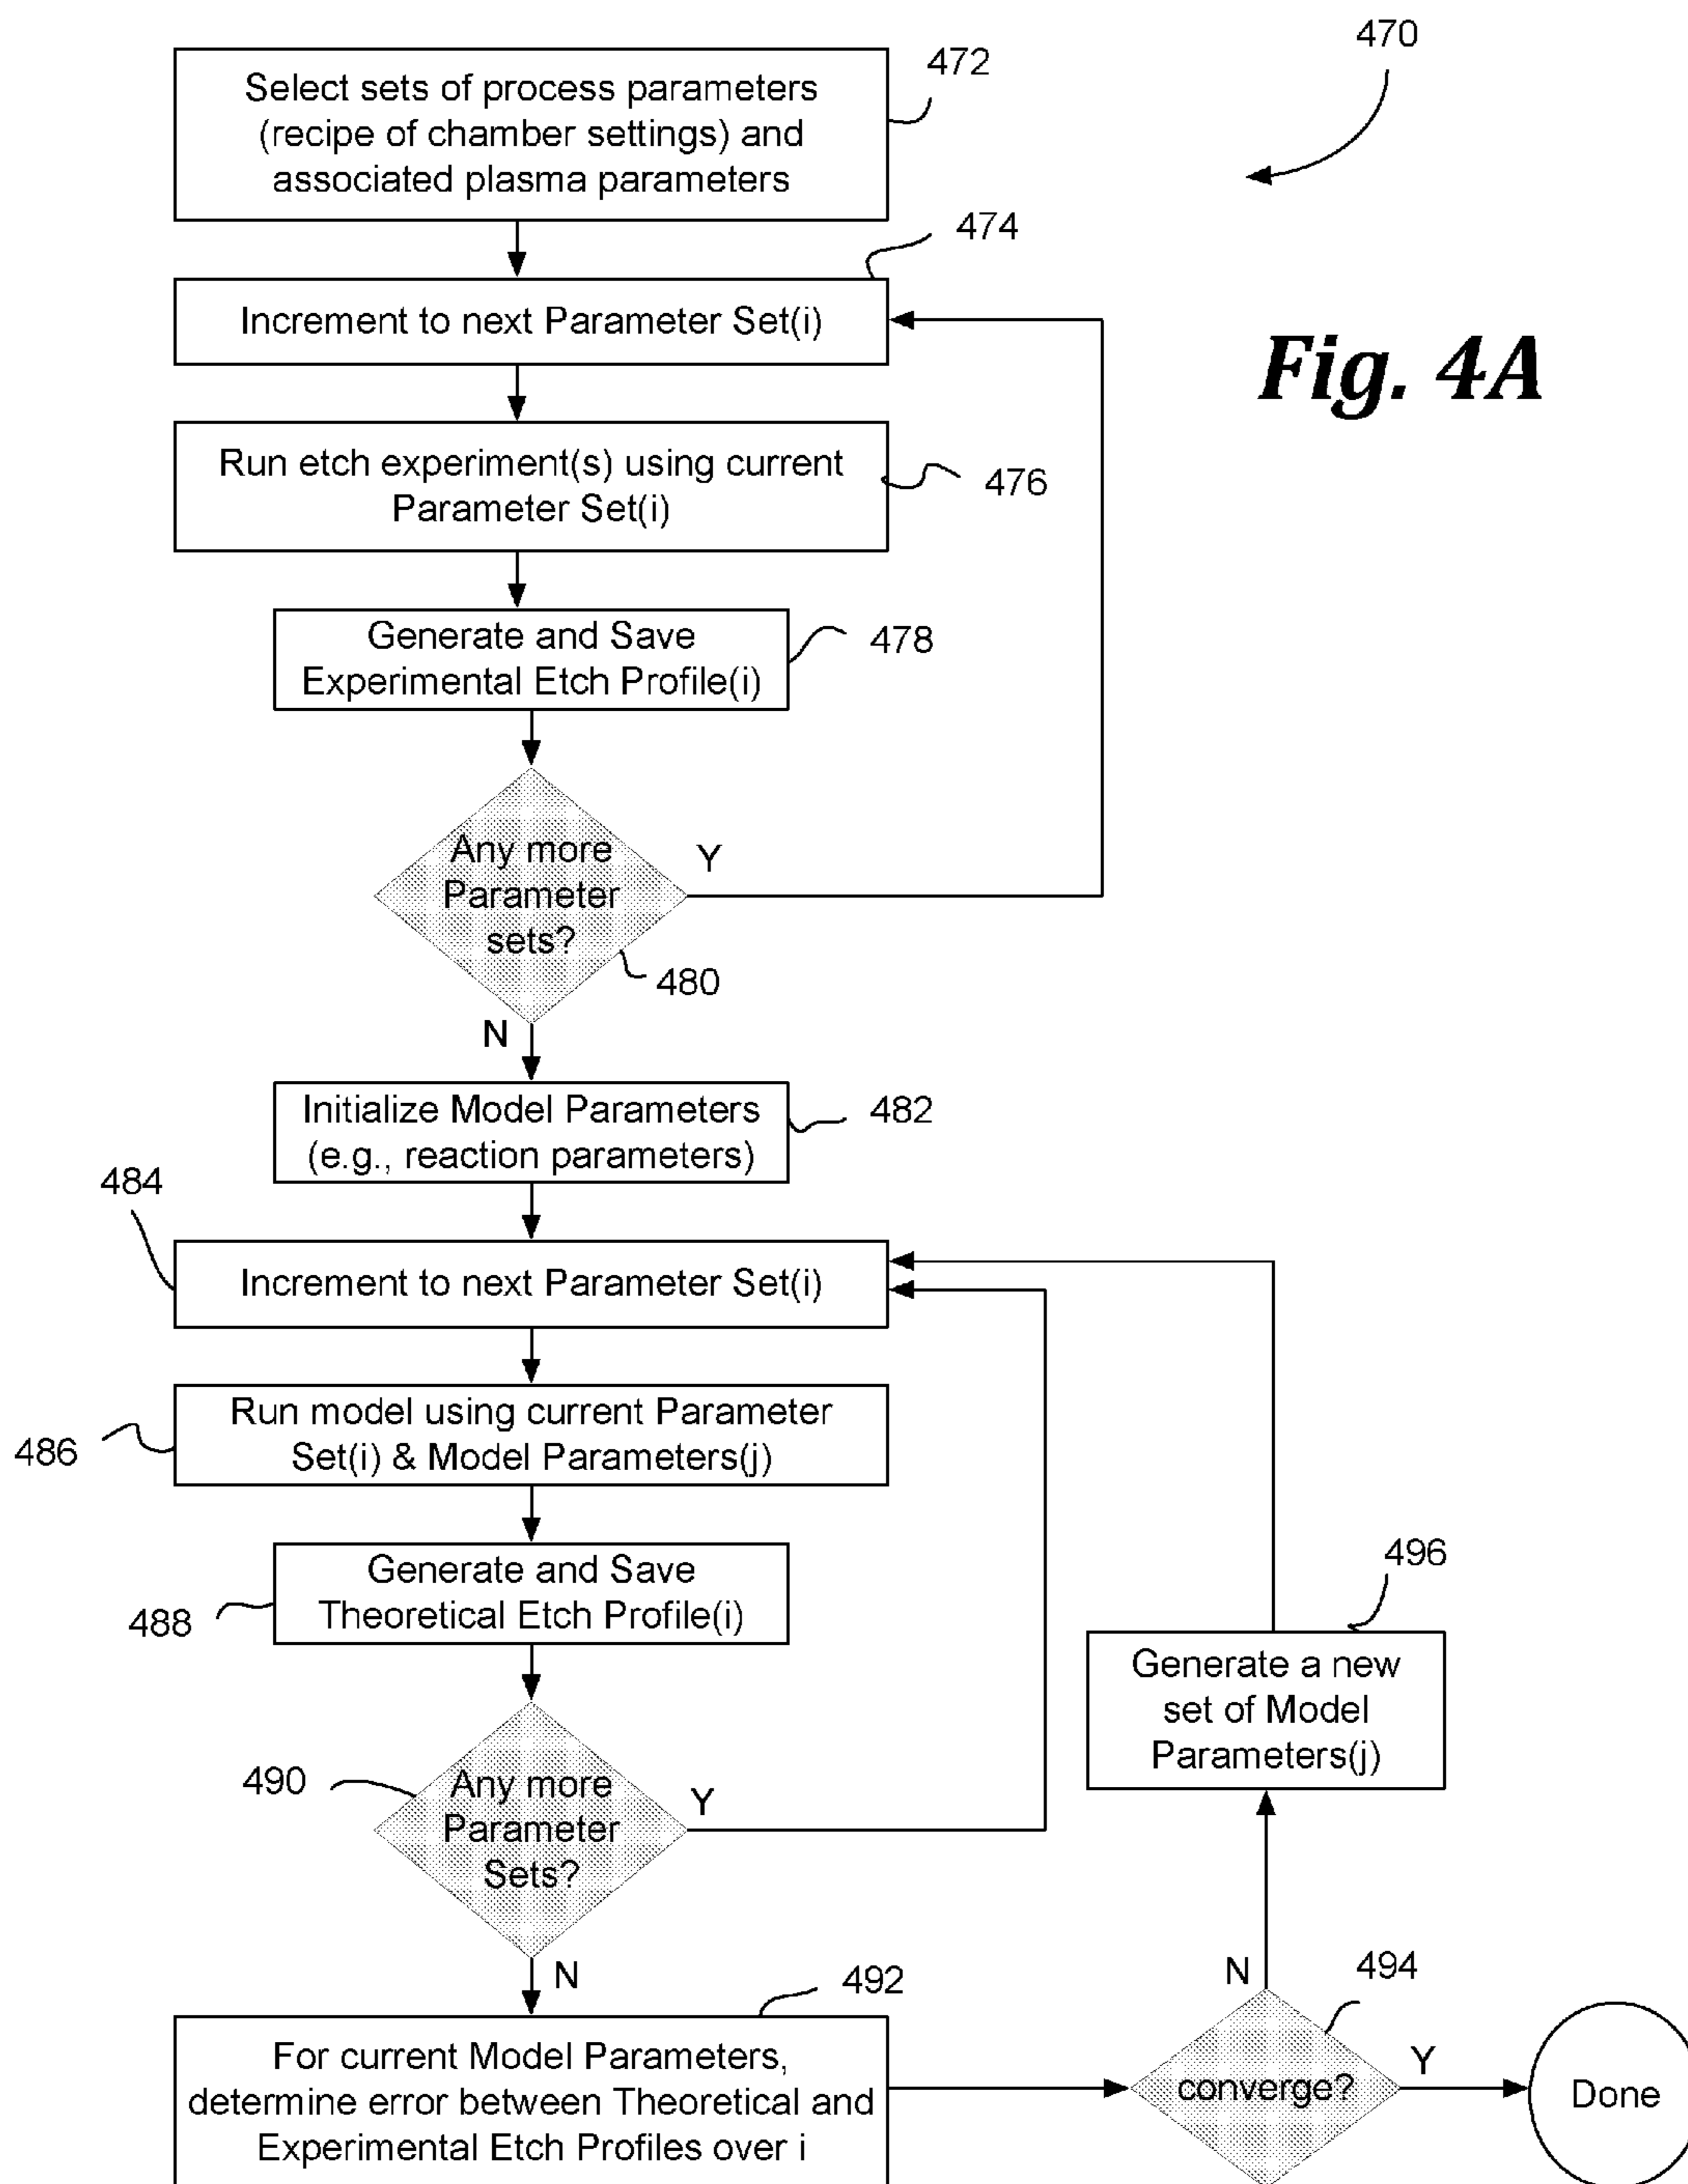 470
472
Select sets of process parameters
(recipe of chamber settings) and
associated plasma parameters
474
Increment to next Parameter Set(i)
Fig. 4A
Run etch experiment(s) using current
Parameter Set(i)
476
Generate and Save
Experimental Etch Profile(i)
478
Any more
Parameter
sets?
Y
480
N
Initialize Model Parameters
(e.g., reaction parameters)
482
484
Increment to next Parameter Set(i)
Run model using current Parameter
Set(i) & Model Parameters(j)
486
Generate and Save
Theoretical Etch Profile(i)
488
496
Generate a new
set of Model
Parameters(j)
490
Any more
Parameter
Sets?
Y
N
492
For current Model Parameters,
determine error between Theoretical and
Experimental Etch Profiles over i
N
494
converge?
Y
Done